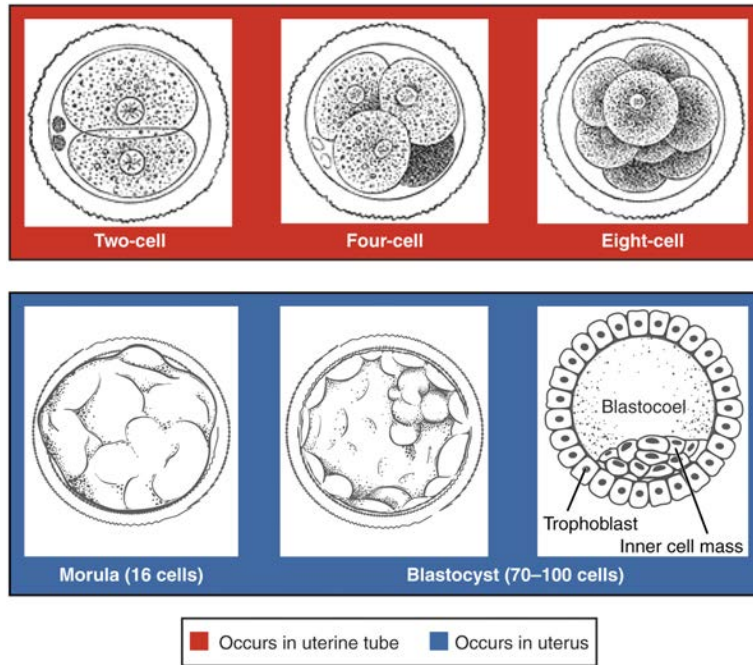 Two-cell
Four-cell
Eight-cell
Blastocoel
Trophoblast
Inner cell mass
Morula (16 cells)
Blastocyst (70–100 cells)
Occurs in uterine tube
Occurs in uterus